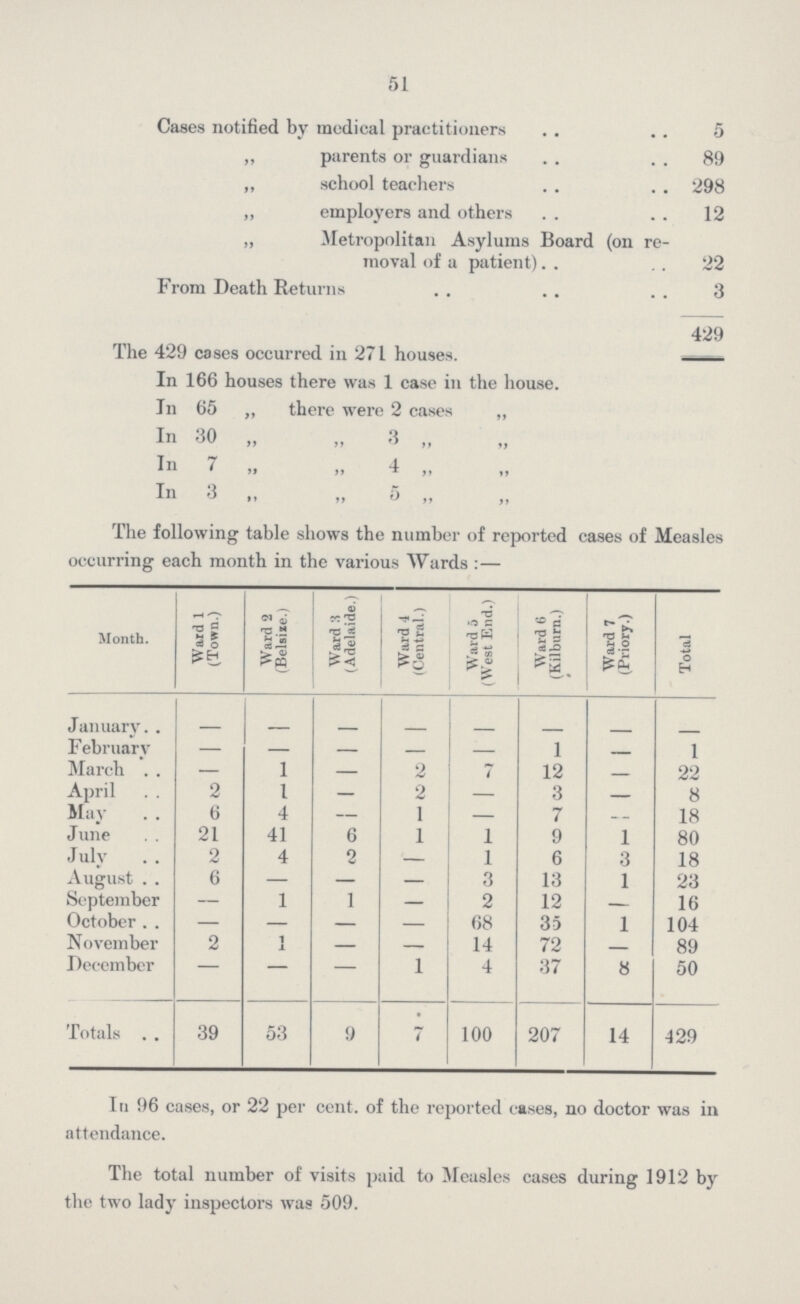 51
Cases notified by medical practitioners . . . . 5
,, parents or guardians . . . . 89
,, school teachers . . 298
,, employers and others . . . . 12
,, Metropolitan Asylums Board (on re-
moval of a patient). . . . 22
From Death Returns . . . . . . 3
429
The 429 cases occurred in 271 houses.
In 166 houses there was 1 case in the house.
In 65 ,, there were 2 cases ,,
In 30 ,, ,, 3 ,, ,,
In 7 ,, ,, 4 ,, ,,
In 3 ,, ,, 5 ,, ,,
The following table shows the number of reported cases of Measles
occurring each month in the various Wards :—
Month. Ward 1 (Town.) Ward 2 (Belsize.) Ward 3 (Adelaide.) Ward 4 (Central.) Ward 5 (West End.) Ward 6 (Kilburn.) Ward 7 (Priory.) Total
January. . — — — — — — — —
February — — — — — 1 — 1
March . . — 1 — 2 7 12 — 22
April . . 2 1 — 2 — 3 — 8
May . . 6 4 — 1 — 7 — 18
June . . 21 41 6 1 1 9 1 80
July . . 2 4 2 — 1 6 3 18
August . . 6 — — — 3 13 1 23
September — 1 1 — 2 12 — 16
October . . — — — — 68 35 1 104
November 2 1 — — 14 72 — 89
December — — — 1 4 37 8 50
Totals . . 39 53 9 7 100 207 14 429
In 96 cases, or 22 per cent. of the reported cases, no doctor was in
attendance.
The total number of visits paid to Measles cases during 1912 by
the two lady inspectors was 509.